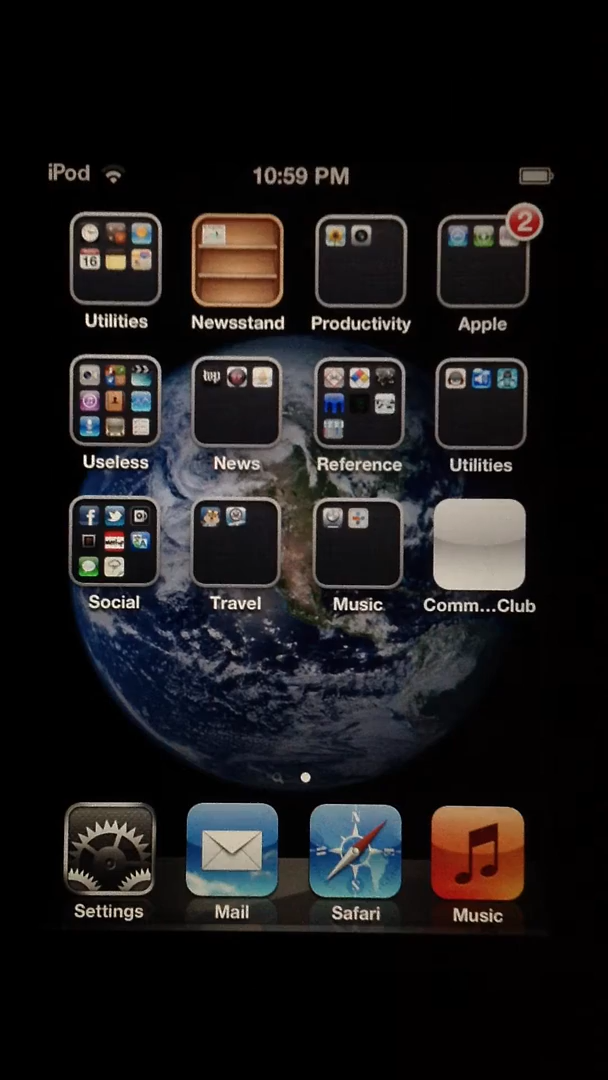 iPod 10:59 PM
2
Utilities Newsstand Productivity Apple
16
Useless News Reference Utilities
wp
Social Travel Music Comm...Club
Settings Mail Safari Music
N
S